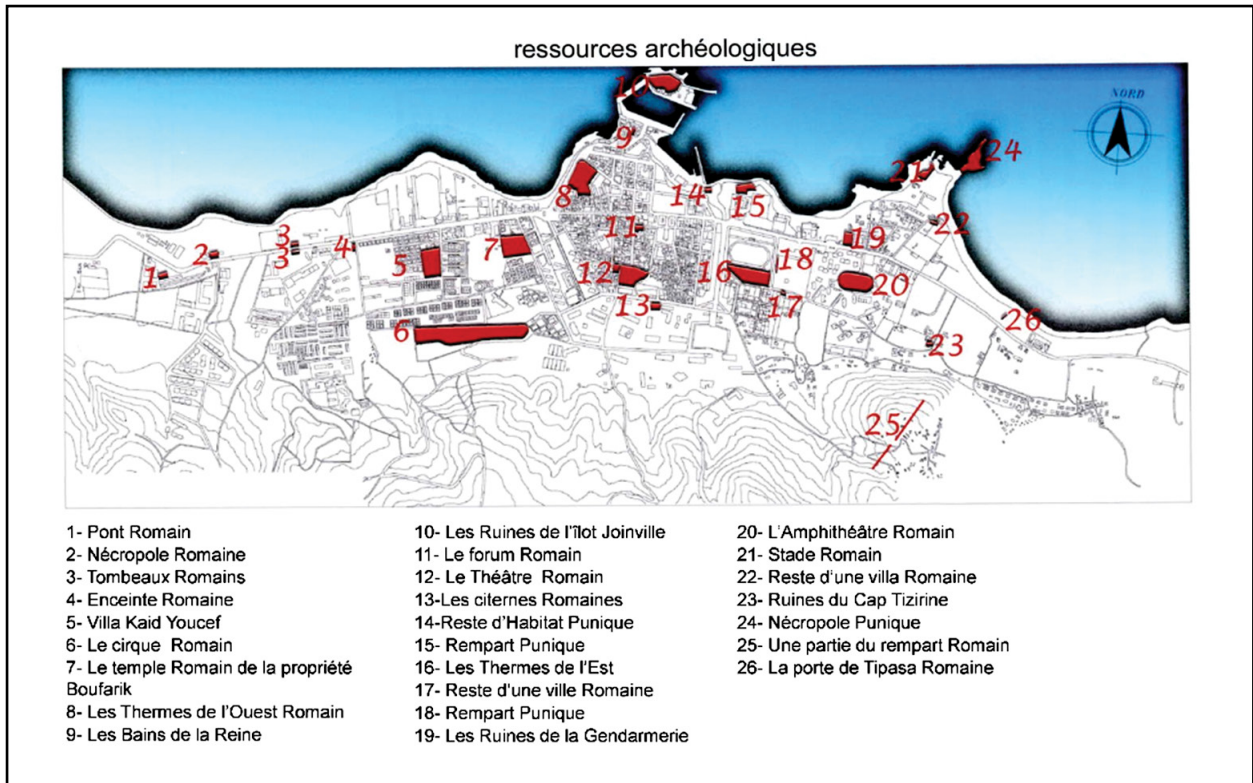 ressources archéologiques
NORD
10
9
24
21
8
14
15
22
11
3
2
3
4
7
19
1
5
12
16
18
20
13
17
26
6
23
25
1- Pont Romain
2- Nécropole Romaine
3- Tombeaux Romains
4- Enceinte Romaine
5- Villa Kaid Youcef
6- Le cirque Romain
7- Le temple Romain de la propriété
Boufarik
8- Les Thermes de l'Ouest Romain
9- Les Bains de la Reine
10- Les Ruines de l'îlot Joinville
11- Le forum Romain
12- Le Théâtre Romain
13-Les citernes Romaines
14-Reste d'Habitat Punique
15- Rempart Punique
16- Les Thermes de l'Est
17- Reste d'une ville Romaine
18- Rempart Punique
19- Les Ruines de la Gendarmerie
20- L'Amphithéâtre Romain
21- Stade Romain
22- Reste d'une villa Romaine
23- Ruines du Cap Tizirine
24- Nécropole Punique
25- Une partie du rempart Romain
26- La porte de Tipasa Romaine